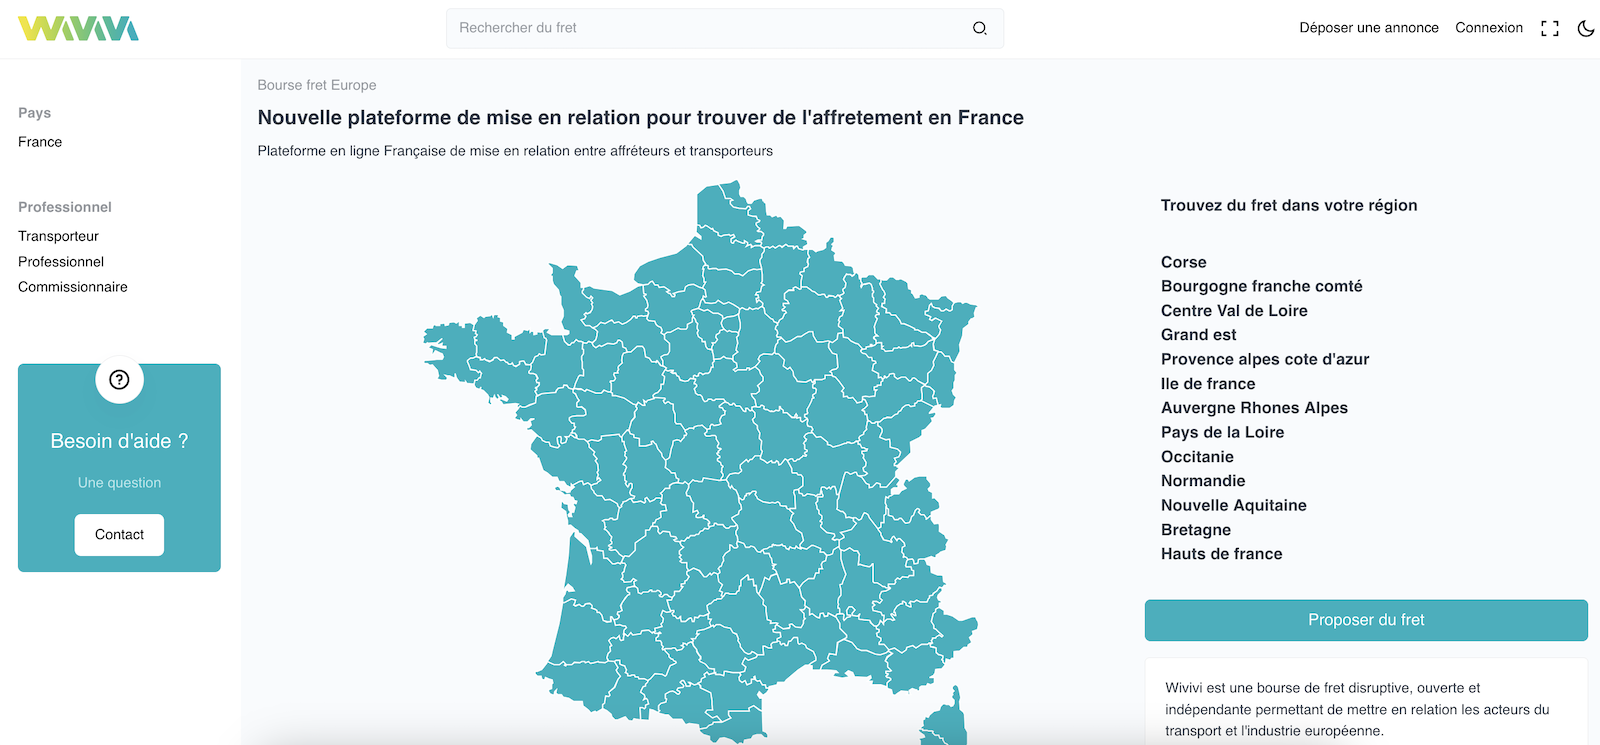 WIVIVI
Rechercher du fret
Déposer une annonce
Connexion
Pays
France
Professionnel
Transporteur
Professionnel
Commissionnaire
Besoin d'aide ?
Une question
Contact
Bourse fret Europe
Nouvelle plateforme de mise en relation pour trouver de l'affretement en France
Plateforme en ligne Française de mise en relation entre affréteurs et transporteurs
Trouvez du fret dans votre région
Corse
Bourgogne franche comté
Centre Val de Loire
Grand est
Provence alpes cote d'azur
Ile de france
Auvergne Rhones Alpes
Pays de la Loire
Occitanie
Normandie
Nouvelle Aquitaine
Bretagne
Hauts de france
Proposer du fret
Wivivi est une bourse de fret disruptive, ouverte et
indépendante permettant de mettre en relation les acteurs du
transport et l'industrie européenne.